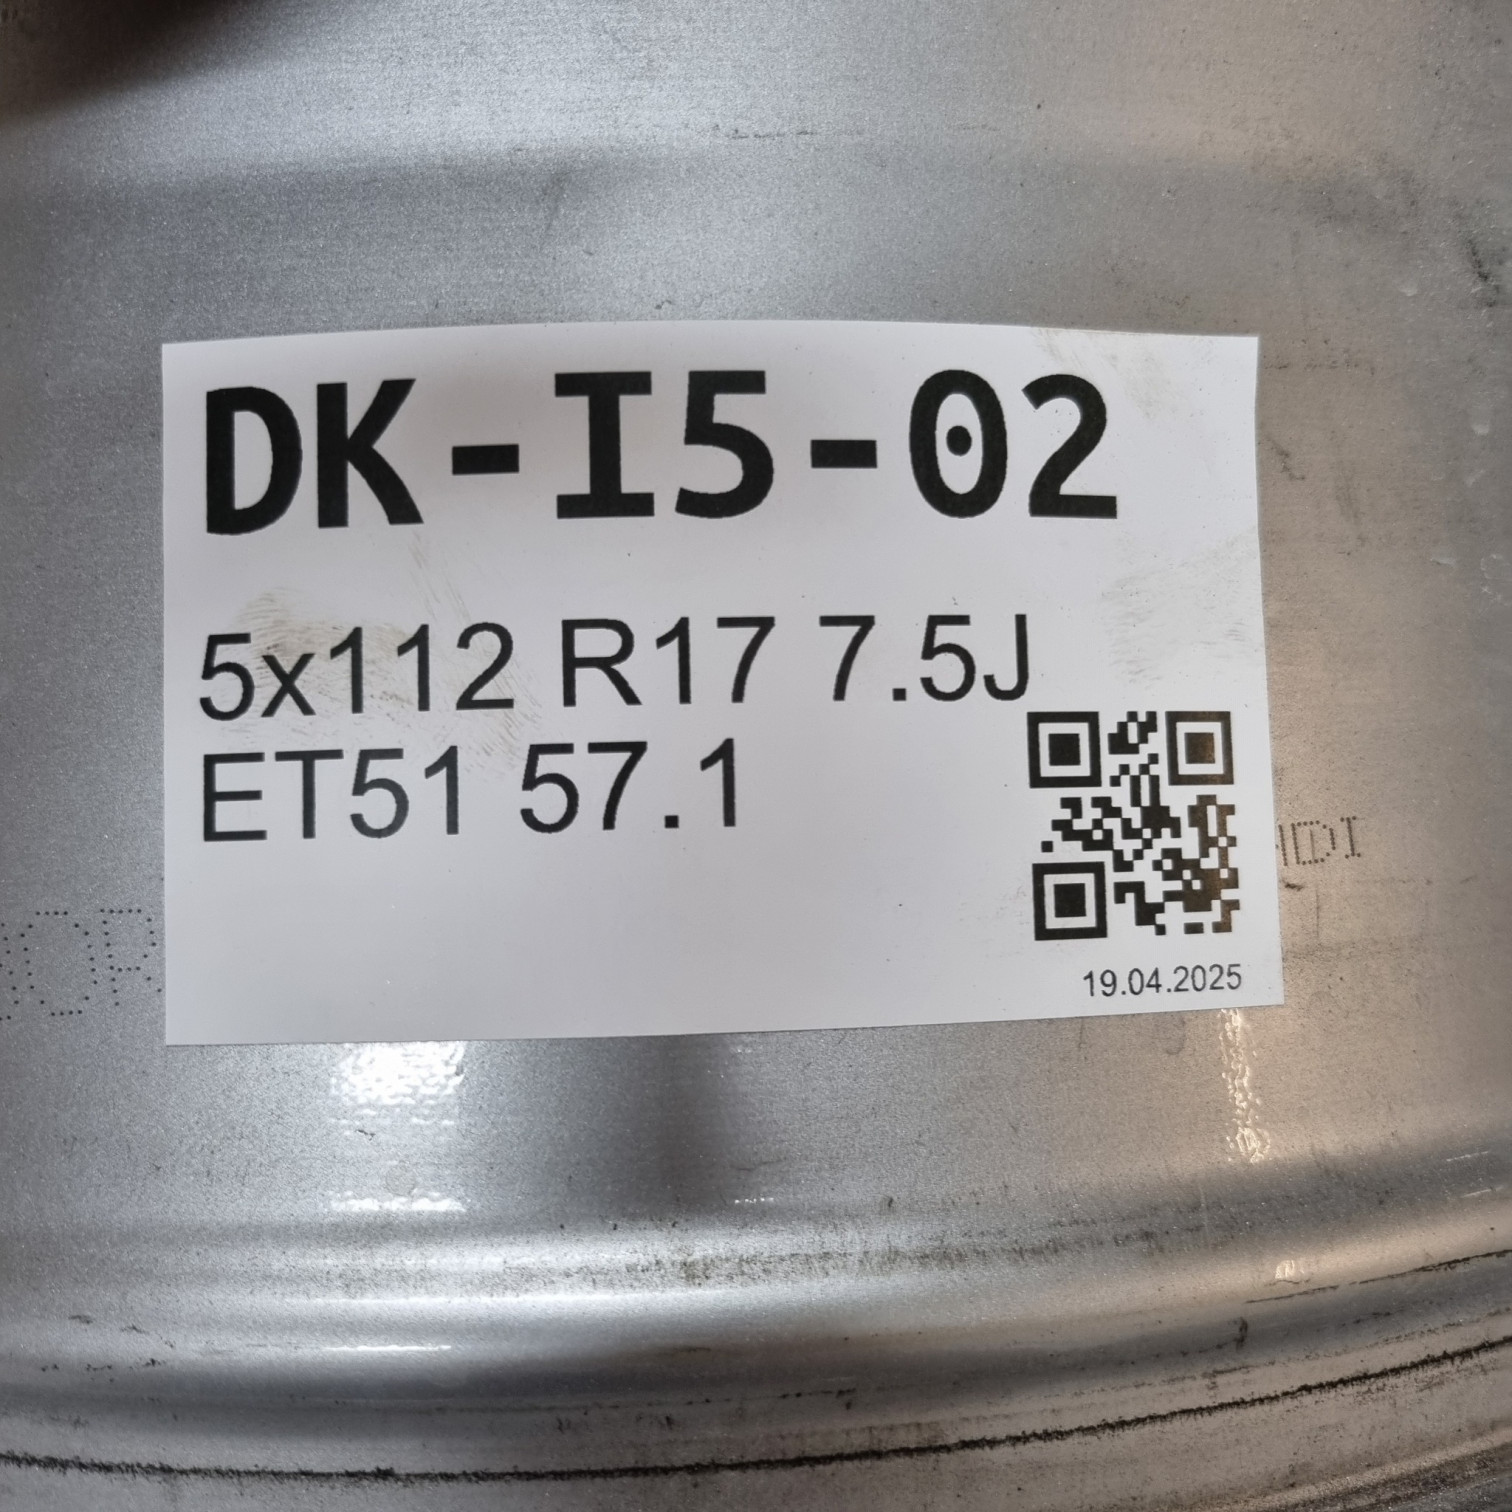 DK-I5-02
5x112 R17 7.5J
ET51 57.1
19.04.2025